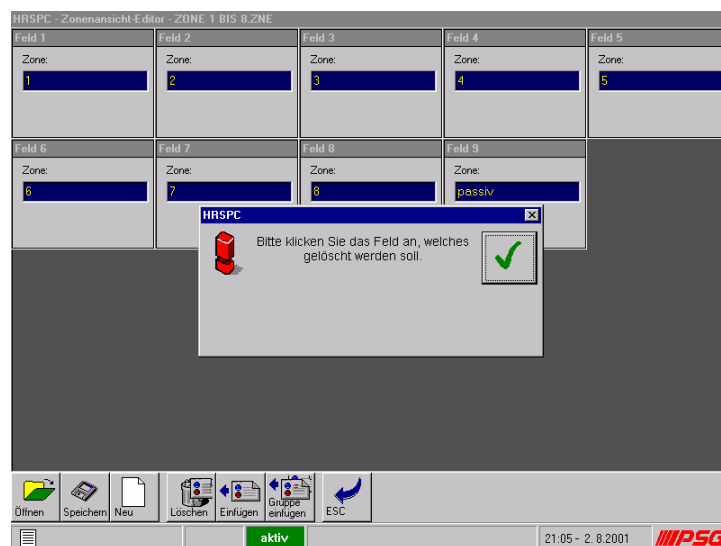 HRSPC - Zonenansicht-Editor - ZONE 1 BIS 8.ZNE
Feld 1 Feld 2 Feld 3 Feld 4 Feld 5
Zone: Zone: Zone: Zone: Zone:
1 2 3 4 5
Feld 6 Feld 7 Feld 8 Feld 9
Zone: Zone: Zone: Zone:
6 7 8 passiv
HRSPC
Bitte klicken Sie das Feld an, welches
gelöscht werden soll.
Öffnen Speichern Neu Löschen Einfügen Gruppe
einfügen ESC
aktiv 21:05 - 2. 8.2001 PSG